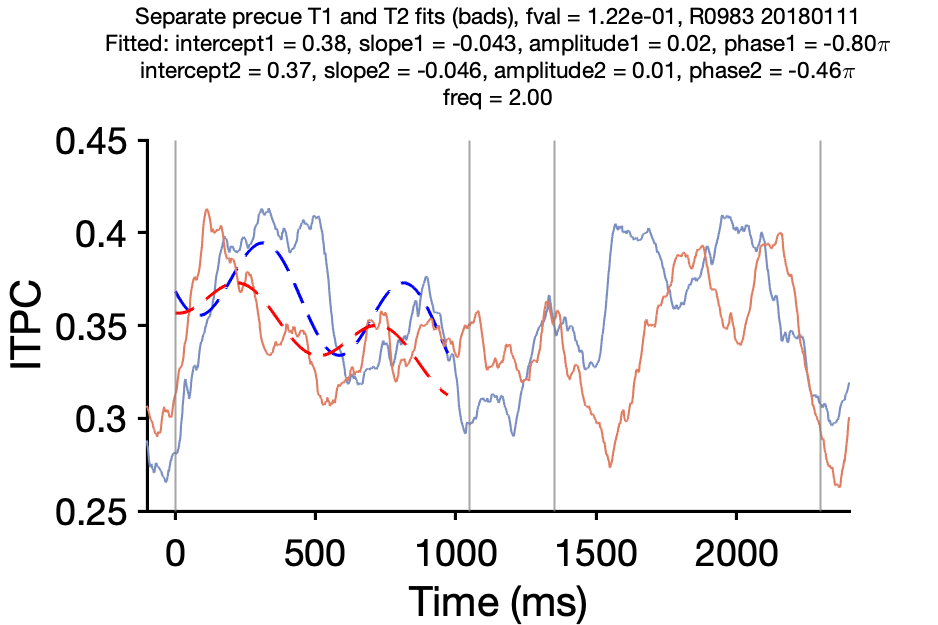 Separate precue T1 and T2 fits (bads), fval = 1.22e-01, R0983 20180111
Fitted: intercept1 = 0.38, slope1 = -0.043, amplitude1 = 0.02, phase1 = -0.80π
intercept2 = 0.37, slope2 = -0.046, amplitude2 = 0.01, phase2 = -0.46π
freq = 2.00
0.45
0.4
0.35
0.3
0.25
ITPC
0 500 1000 1500 2000
Time (ms)